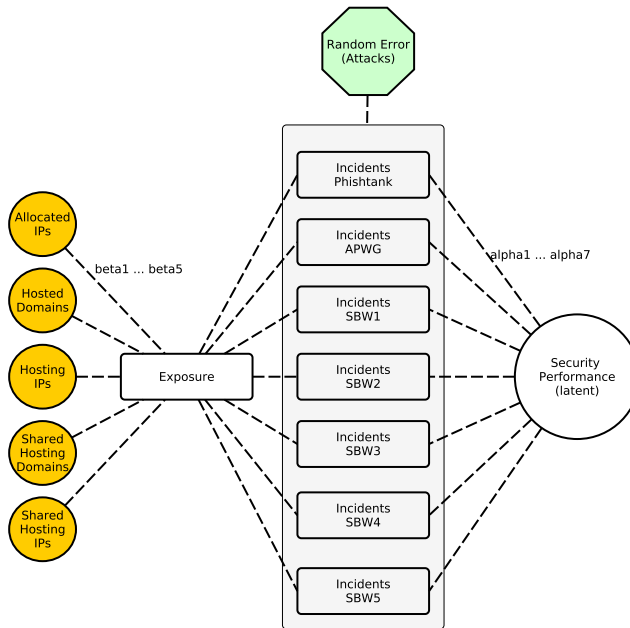 Random Error
(Attacks)
Incidents
Phishtank
Allocated
IPs
Incidents
APWG
alpha1 ... alpha7
beta1 ... beta5
Hosted
Domains
Incidents
SBW1
Exposure
Hosting
IPs
Incidents
SBW2
Security
Performance
(latent)
Shared
Hosting
Domains
Incidents
SBW3
Shared
Hosting
IPs
Incidents
SBW4
Incidents
SBW5